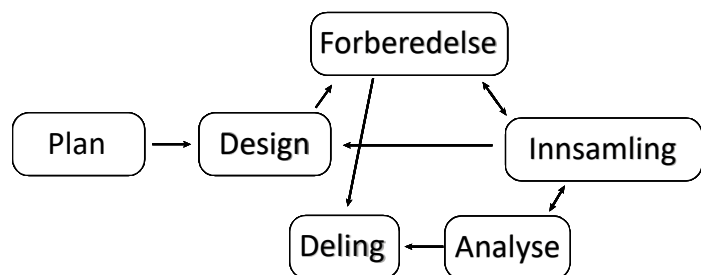 Forberedelse
Plan
Design
Innsamling
Deling
Analyse